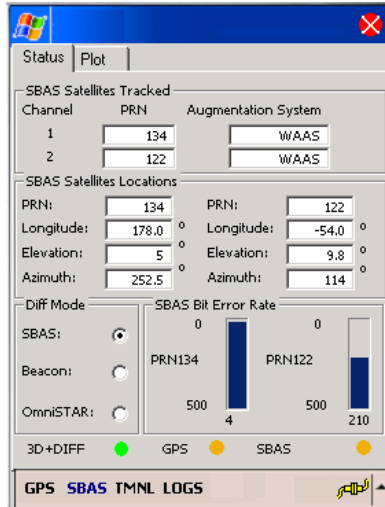 Status Plot
SBAS Satellites Tracked
Channel PRN Augmentation System
1 134 WAAS
2 122 WAAS
SBAS Satellites Locations
PRN: 134 PRN: 122
Longitude: 178.0 ° Longitude: -54.0 °
Elevation: 5 ° Elevation: 9.8 °
Azimuth: 252.5 ° Azimuth: 114 °
Diff Mode SBAS Bit Error Rate
SBAS:
Beacon:
OmniSTAR:
0 0
PRN134 PRN122
500 500
4 210
3D+DIFF GPS SBAS
GPS SBAS TMNL LOGS